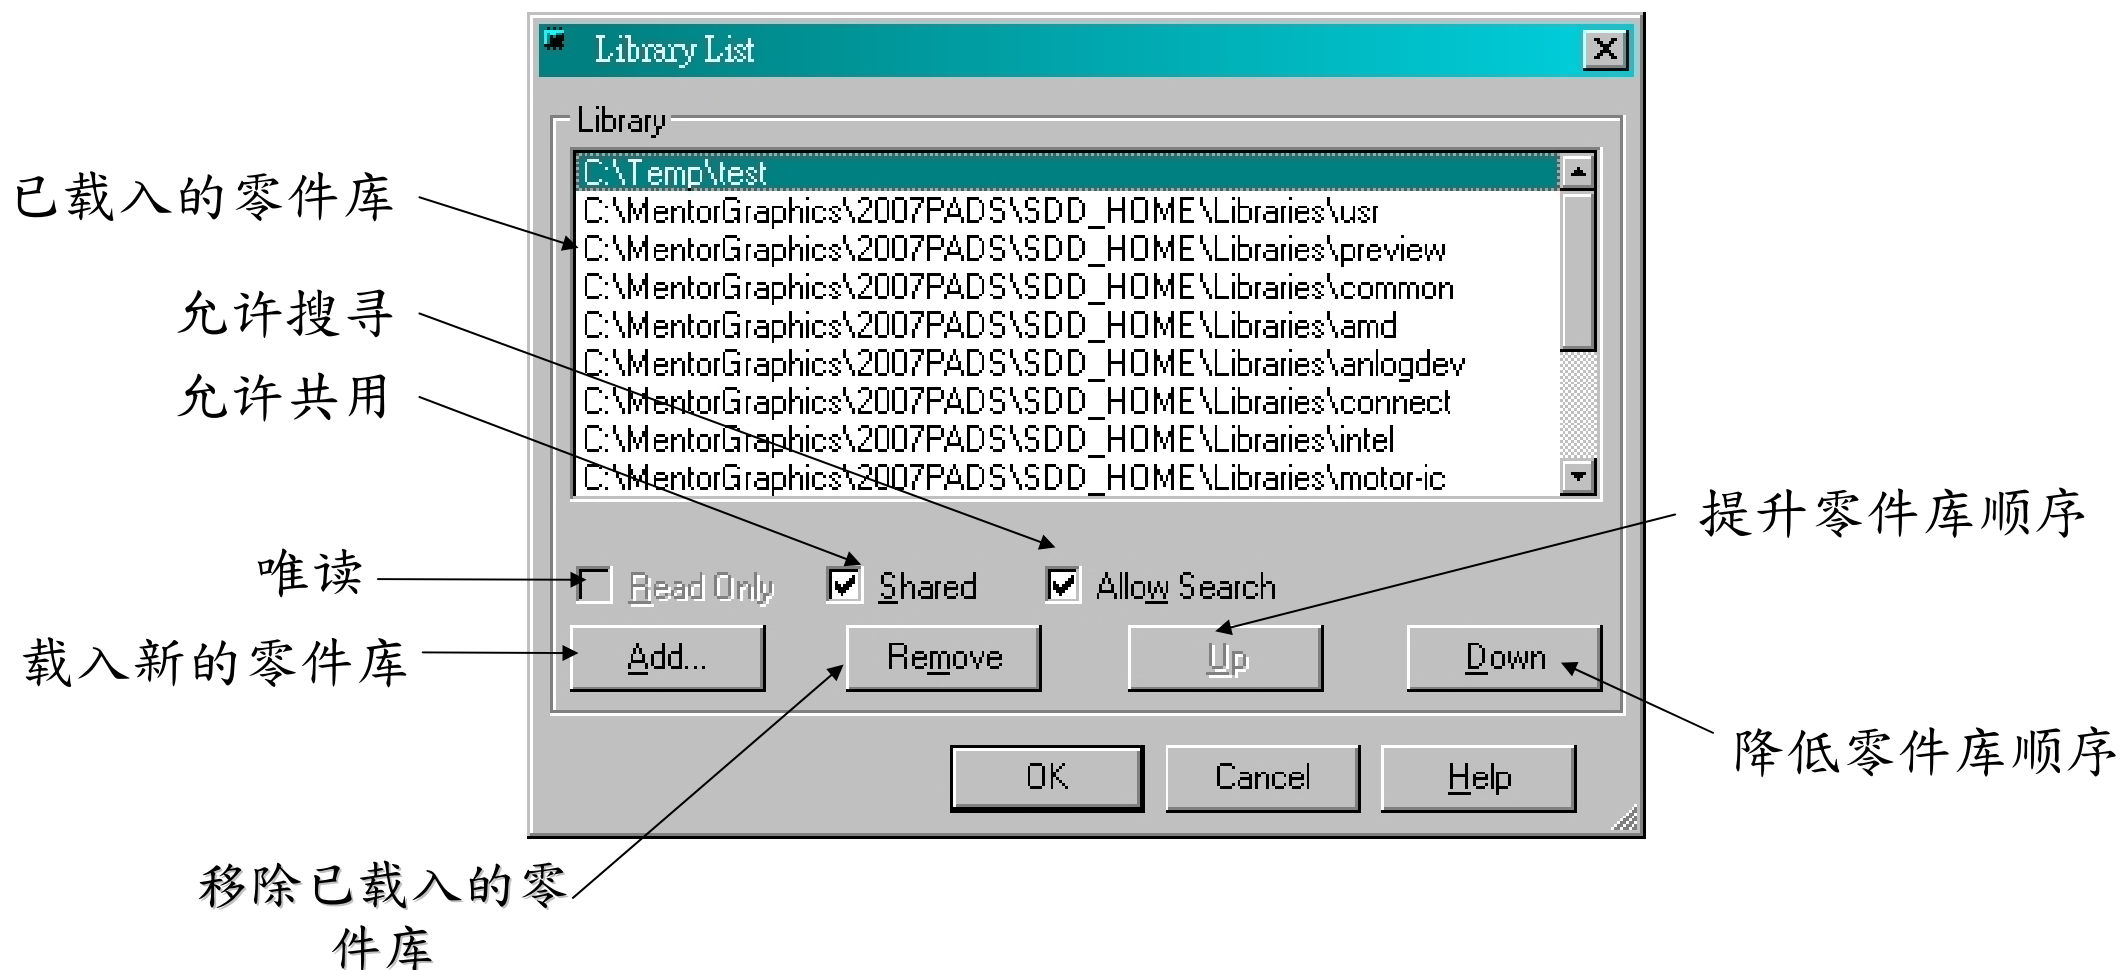 Library List
Library
C:\Temp\test
C:\MentorGraphics\2007PADS\SDD_HOME\Libraries\usr
C:\MentorGraphics\2007PADS\SDD_HOME\Libraries\preview
C:\MentorGraphics\2007PADS\SDD_HOME\Libraries\common
C:\MentorGraphics\2007PADS\SDD_HOME\Libraries\amd
C:\MentorGraphics\2007PADS\SDD_HOME\Libraries\anlogdev
C:\MentorGraphics\2007PADS\SDD_HOME\Libraries\connect
C:\MentorGraphics\2007PADS\SDD_HOME\Libraries\intel
C:\MentorGraphics\2007PADS\SDD_HOME\Libraries\motor-ic
已载入的零件库
允许搜寻
允许共用
提升零件库顺序
唯读
Read Only
Shared
Allow Search
载入新的零件库
Add...
Remove
Up
Down
降低零件库顺序
OK
Cancel
Help
移除已载入的零
件库